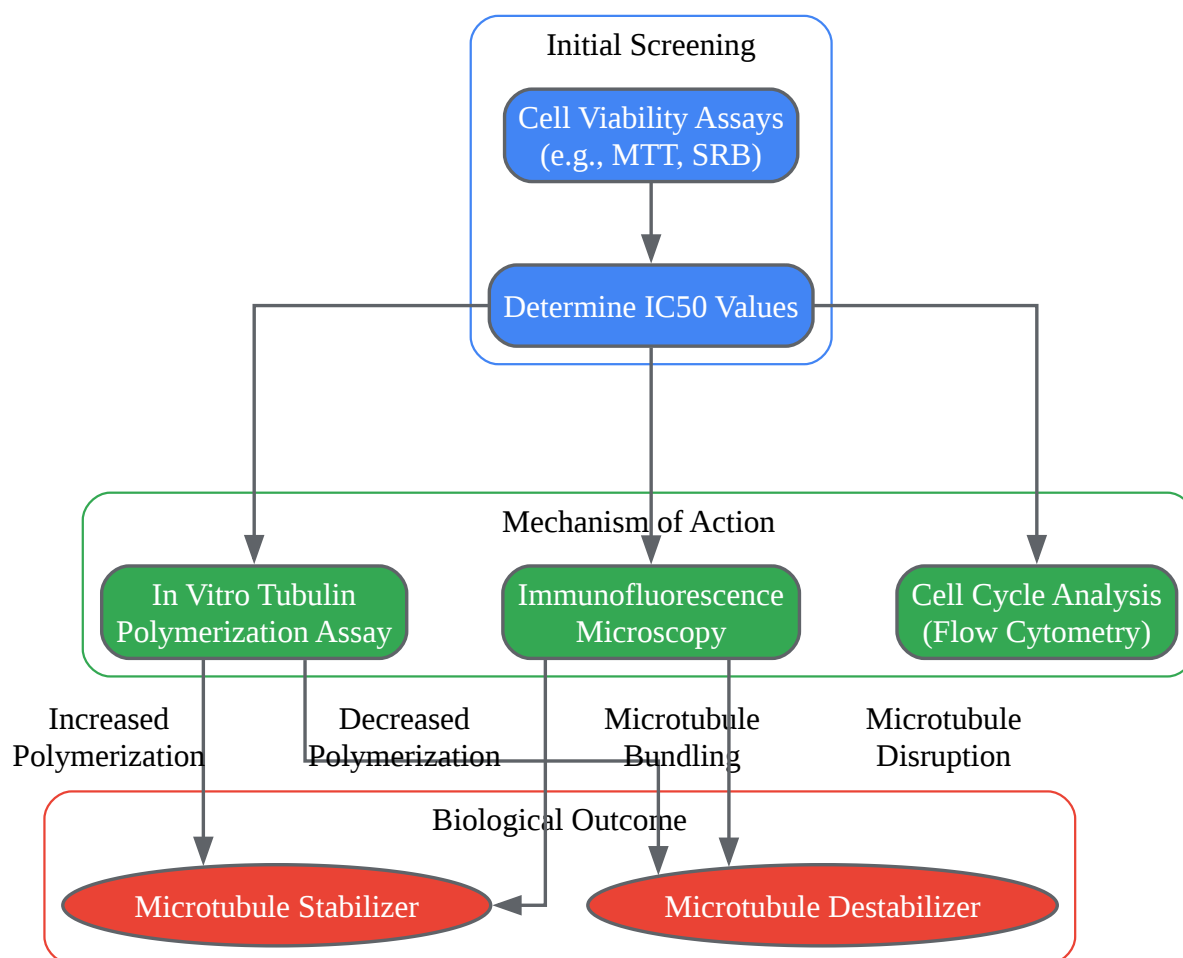 Initial Screening
Cell Viability Assays
(e.g., MTT, SRB)
Determine IC50 Values
Mechanism of Action
In Vitro Tubulin
Polymerization Assay
Immunofluorescence
Microscopy
Cell Cycle Analysis
(Flow Cytometry)
Increased
Polymerization
Decreased
Polymerization
Microtubule
Bundling
Microtubule
Disruption
Biological Outcome
Microtubule Stabilizer
Microtubule Destabilizer